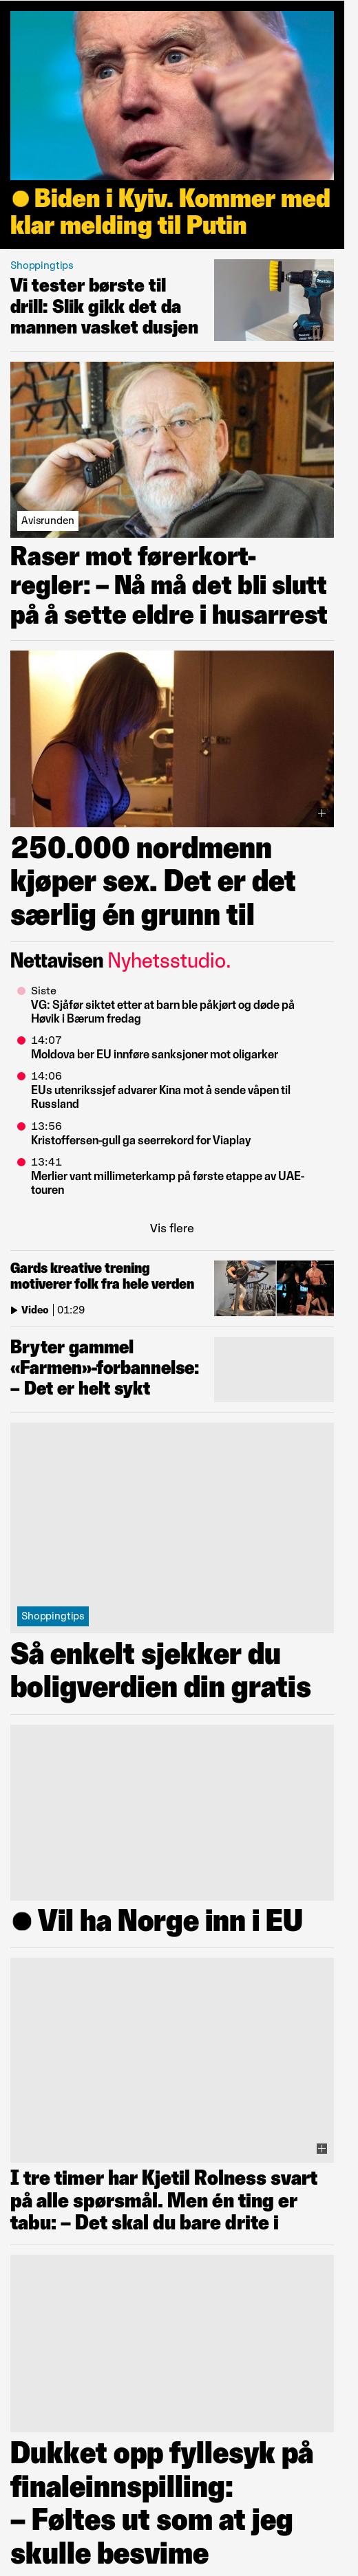 Biden i Kyiv. Kommer med
klar melding til Putin
Shoppingtips
Vi tester børste til
drill: Slik gikk det da
mannen vasket dusjen
Avisrunden
Raser mot førerkort-
regler: – Nå må det bli slutt
på å sette eldre i husarrest
250.000 nordmenn
kjøper sex. Det er det
særlig én grunn til
Nettavisen Nyhetsstudio.
Siste
VG: Sjåfør siktet etter at barn ble påkjørt og døde på
Høvik i Bærum fredag
14:07
Moldova ber EU innføre sanksjoner mot oligarker
14:06
EUs utenrikssjef advarer Kina mot å sende våpen til
Russland
13:56
Kristoffersen-gull ga seerrekord for Viaplay
13:41
Merlier vant millimeterkamp på første etappe av UAE-
touren
Vis flere
Gards kreative trening
motiverer folk fra hele verden
Video | 01:29
Bryter gammel
«Farmen»-forbannelse:
– Det er helt sykt
Shoppingtips
Så enkelt sjekker du
boligverdien din gratis
Vil ha Norge inn i EU
I tre timer har Kjetil Rolness svart
på alle spørsmål. Men én ting er
tabu: – Det skal du bare drite i
Dukket opp fyllesyk på
finaleinnspilling:
– Føltes ut som at jeg
skulle besvime